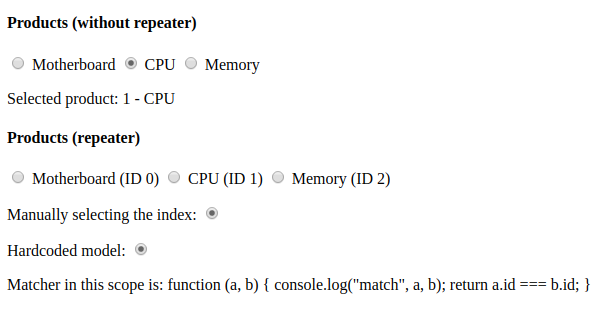 Products (without repeater)
Motherboard CPU Memory
Selected product: 1 - CPU
Products (repeater)
Motherboard (ID 0) CPU (ID 1) Memory (ID 2)
Manually selecting the index:
Hardcoded model:
Matcher in this scope is: function (a, b) { console.log("match", a, b); return a.id === b.id; }